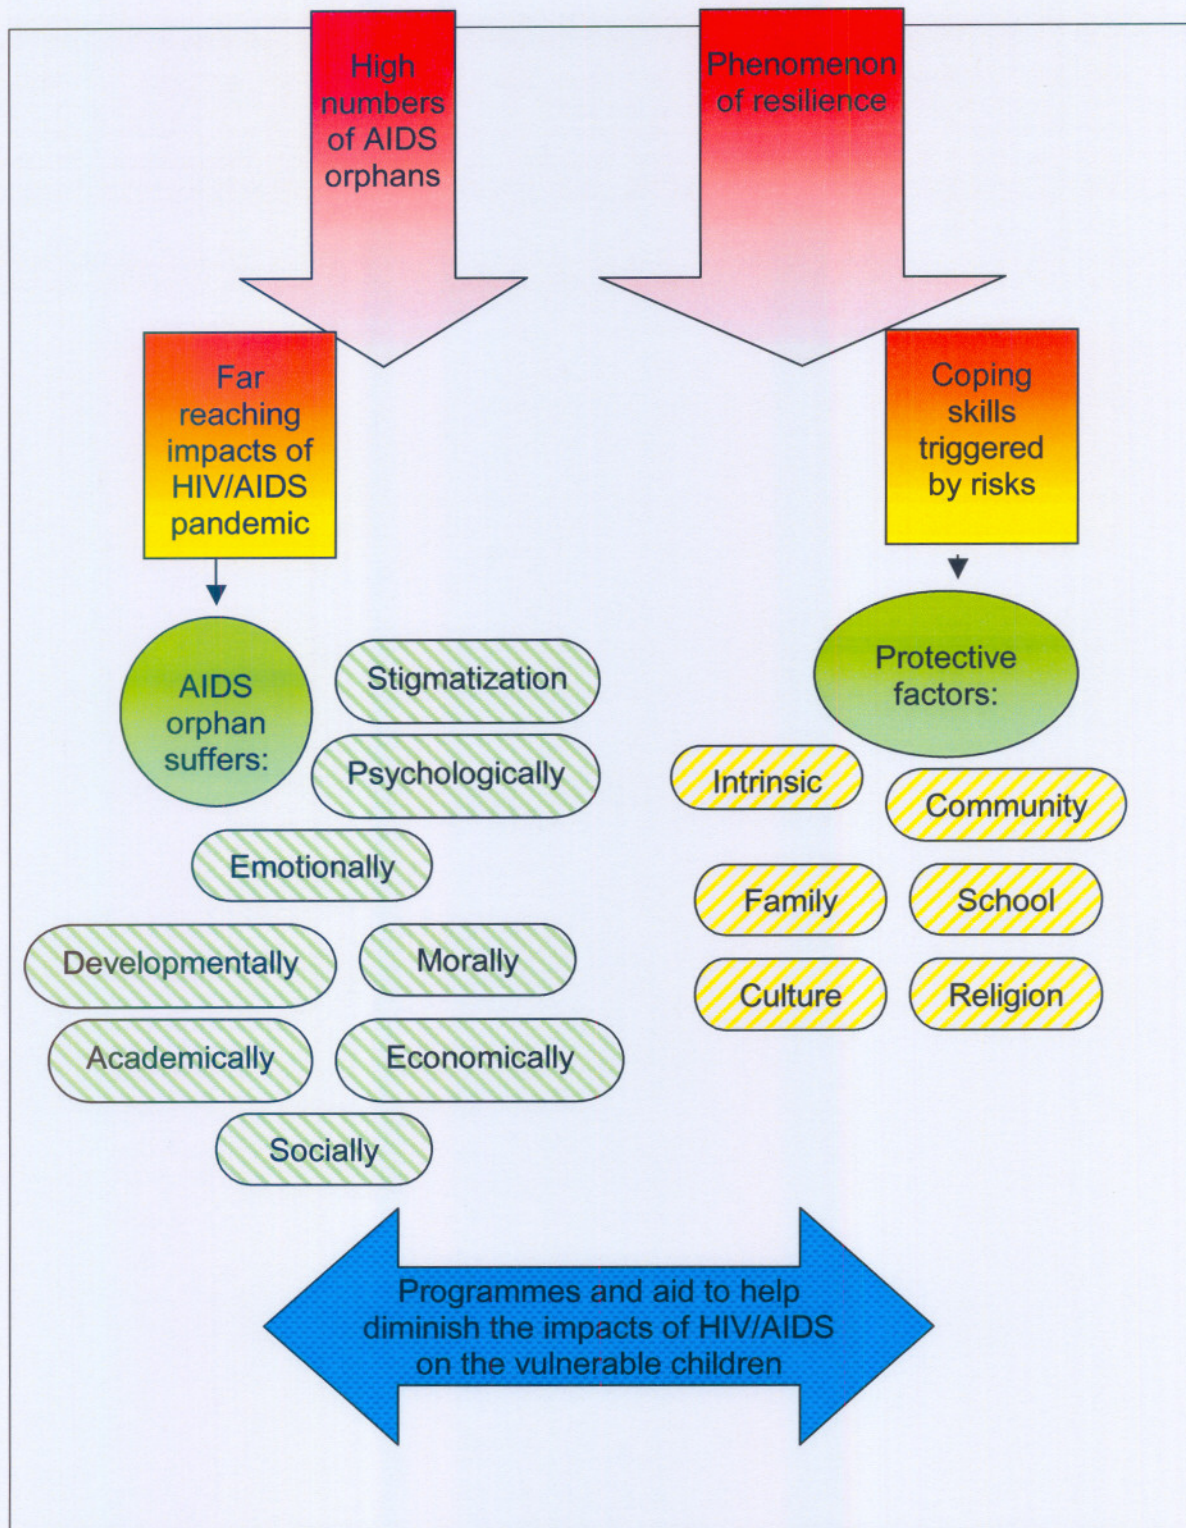 High
numbers
of AIDS
orphans
Phenomenon
of resilience
Far
reaching
impacts of
HIV/AIDS
pandemic
Coping
skills
triggered
by risks
AIDS
orphan
suffers:
Stigmatization
Psychologically
Emotionally
Developmentally
Morally
Academically
Economically
Socially
Protective
factors:
Intrinsic
Community
Family
School
Culture
Religion
Programmes and aid to help
diminish the impacts of HIV/AIDS
on the vulnerable children